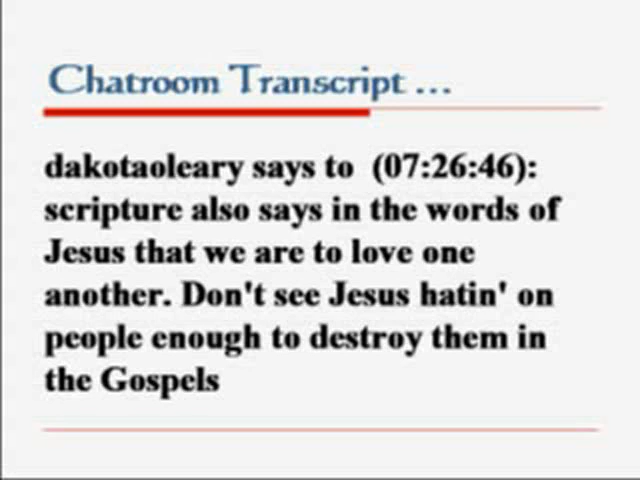 Chatroom Transcript ...
dakotaoleary says to  (07:26:46):
scripture also says in the words of
Jesus that we are to love one
another. Don't see Jesus hatin' on
people enough to destroy them in
the Gospels